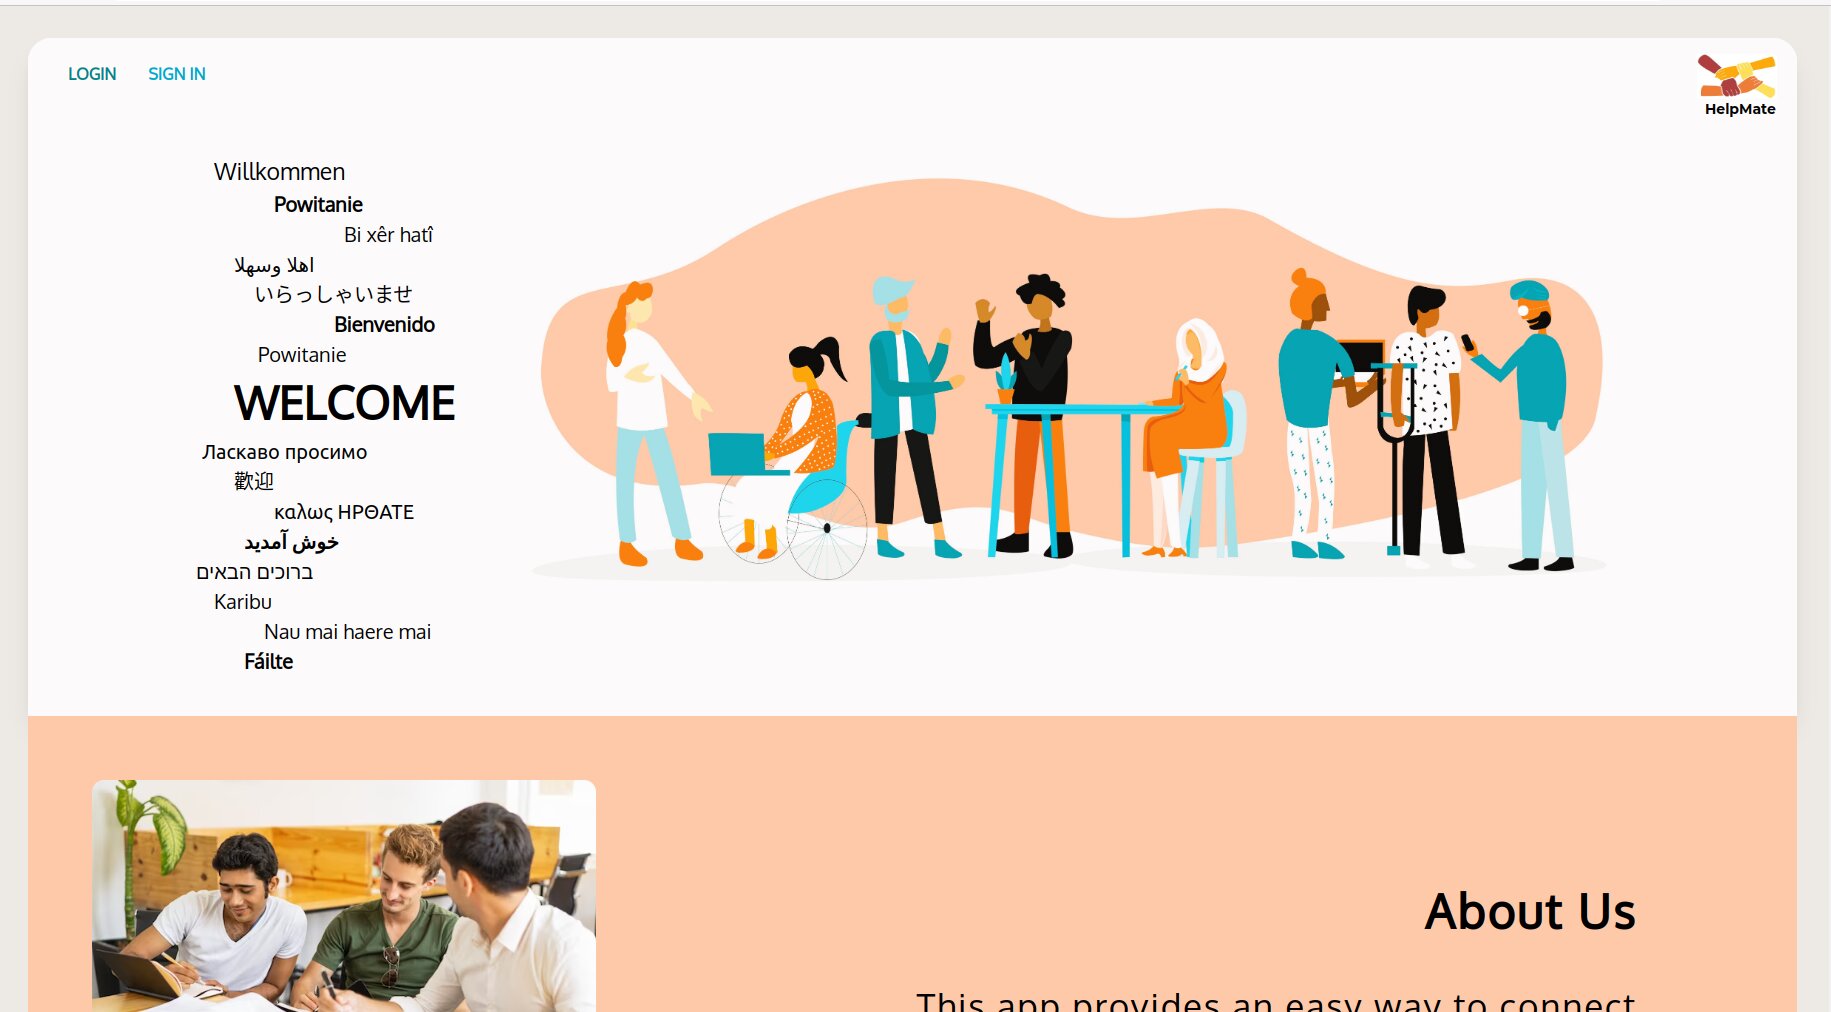 LOGIN SIGN IN
HelpMate
Willkommen
Powitanie
Bi xêr hatî
اهلا وسهلا
いらっしゃいませ
Bienvenido
Powitanie
WELCOME
Ласкаво просимо
歡迎
καλως ΗΡΘΑΤΕ
خوش آمدید
ברוכים הבאים
Karibu
Nau mai haere mai
Fáilte
About Us
This app provides an easy way to connect